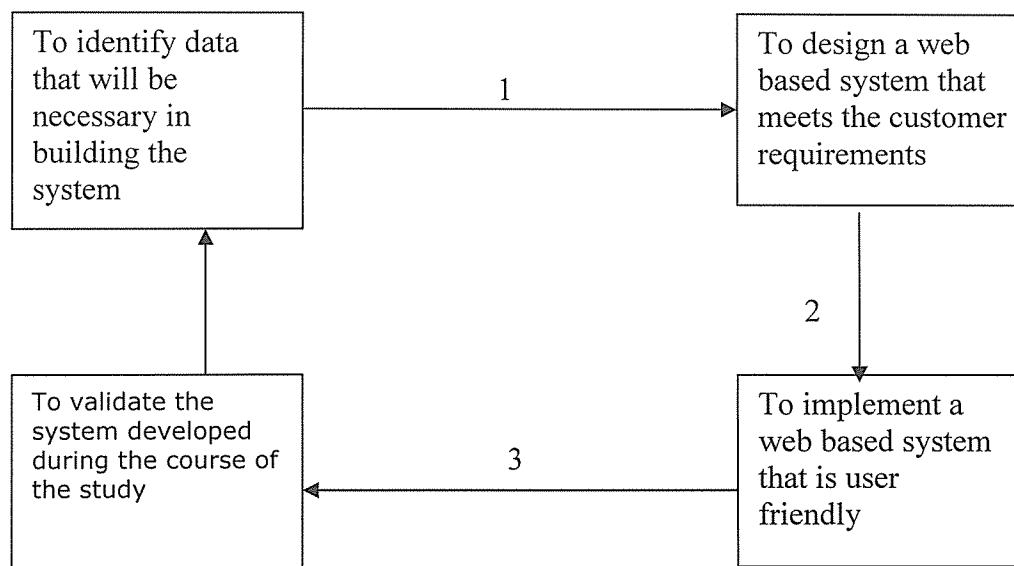 To identify data
that will be
necessary in
building the
system
1
To design a web
based system that
meets the customer
requirements
2
To implement a
web based system
that is user
friendly
3
To validate the
system developed
during the course of
the study